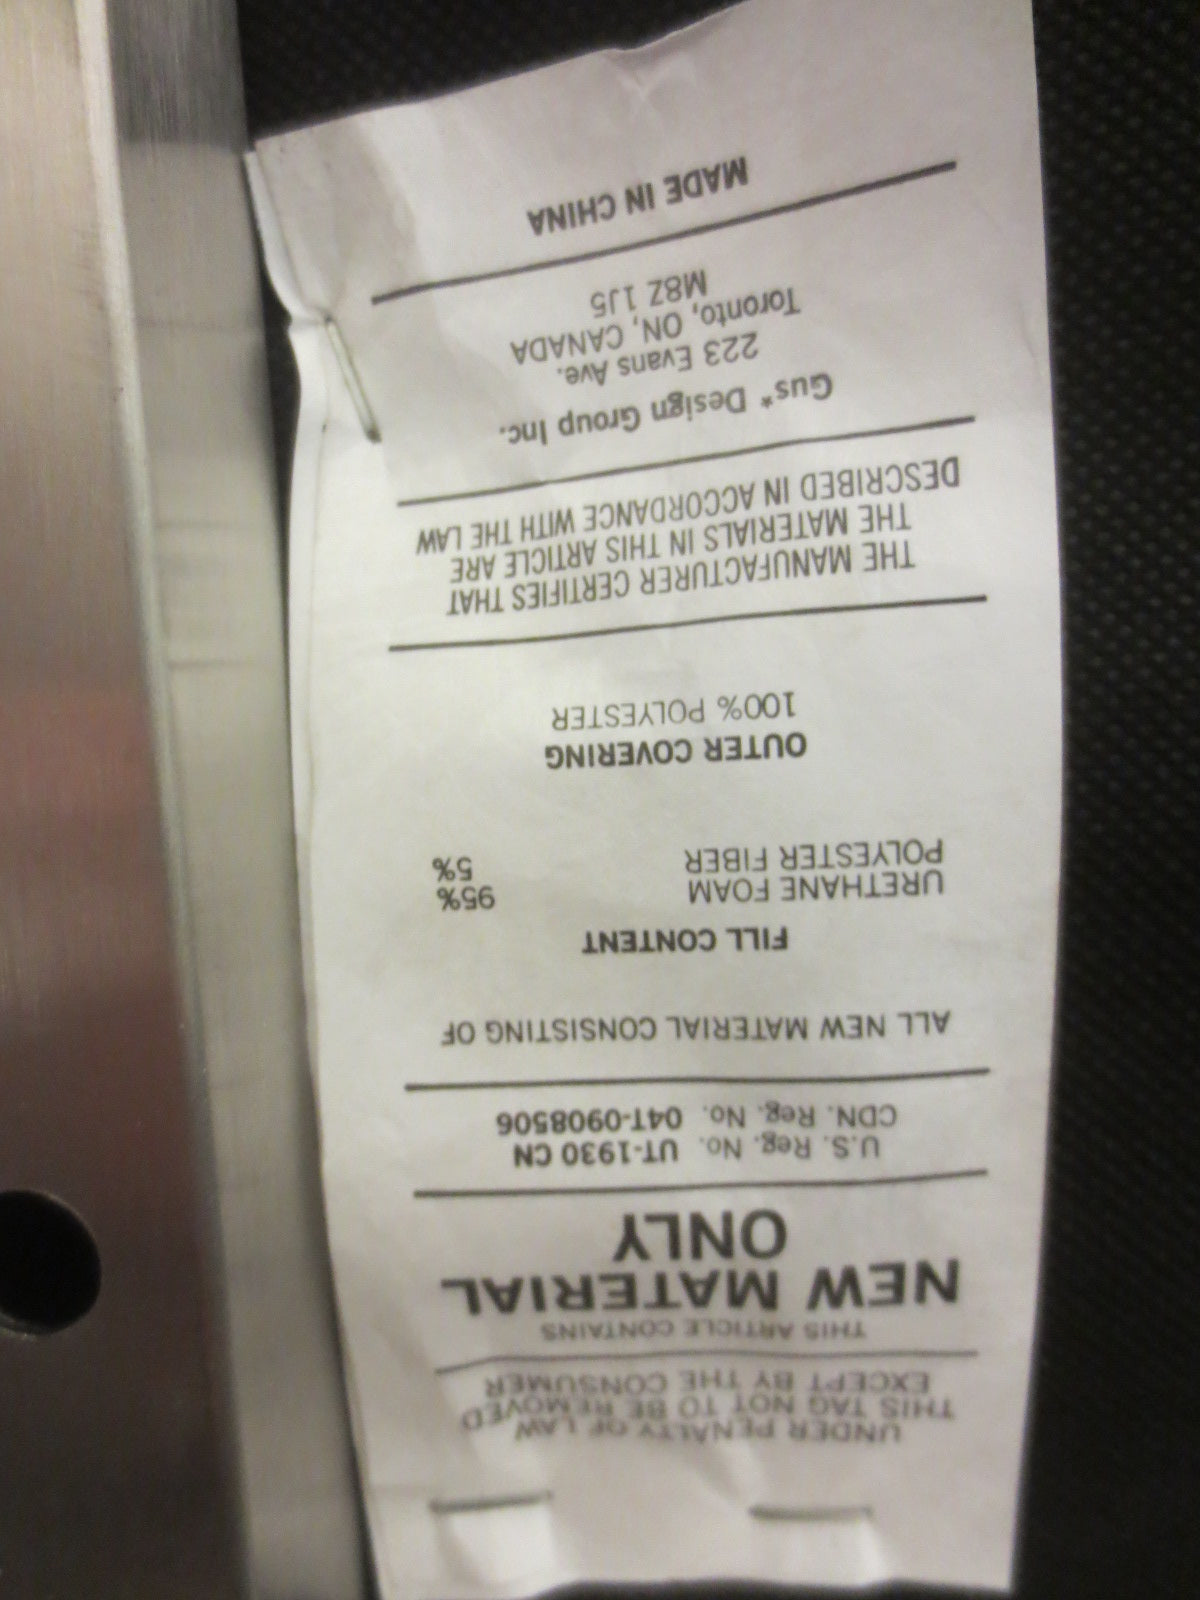 UNDER PENALTY OF LAW
THIS TAG NOT TO BE REMOVED
EXCEPT BY THE CONSUMER
THIS ARTICLE CONTAINS
NEW MATERIAL
ONLY
U.S. Reg. No. UT-1930 CN
CDN. Reg. No. 04T-0908506
ALL NEW MATERIAL CONSISTING OF
FILL CONTENT
URETHANE FOAM 95%
POLYESTER FIBER 5%
OUTER COVERING
100% POLYESTER
THE MANUFACTURER CERTIFIES THAT
THE MATERIALS IN THIS ARTICLE ARE
DESCRIBED IN ACCORDANCE WITH THE LAW
Gus* Design Group Inc.
223 Evans Ave.
Toronto, ON, CANADA
M8Z 1J5
MADE IN CHINA